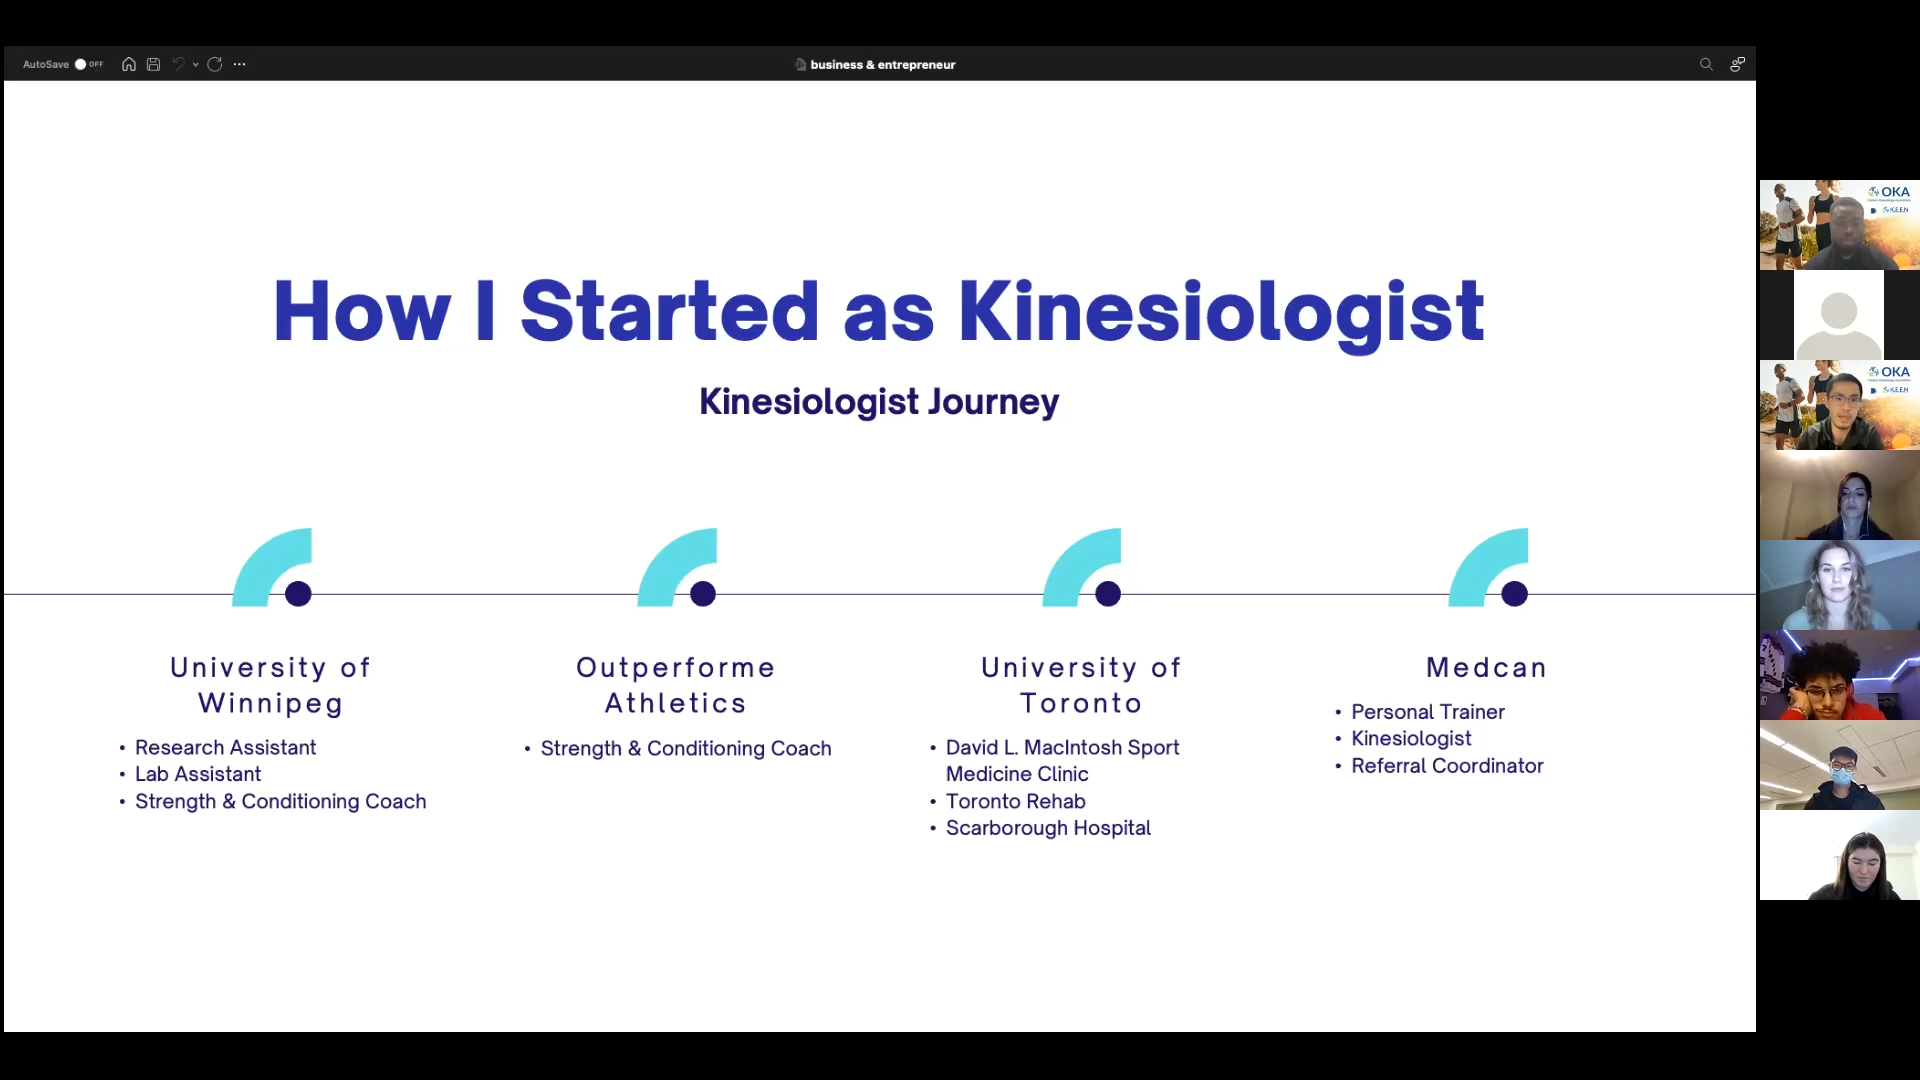 AutoSave OFF
business & entrepreneur
How I Started as Kinesiologist
Kinesiologist Journey
University of
Winnipeg
• Research Assistant
• Lab Assistant
• Strength & Conditioning Coach
Outperforme
Athletics
• Strength & Conditioning Coach
University of
Toronto
• David L. MacIntosh Sport
Medicine Clinic
• Toronto Rehab
• Scarborough Hospital
Medcan
• Personal Trainer
• Kinesiologist
• Referral Coordinator
OKA
K.E.E.N
OKA
K.E.E.N